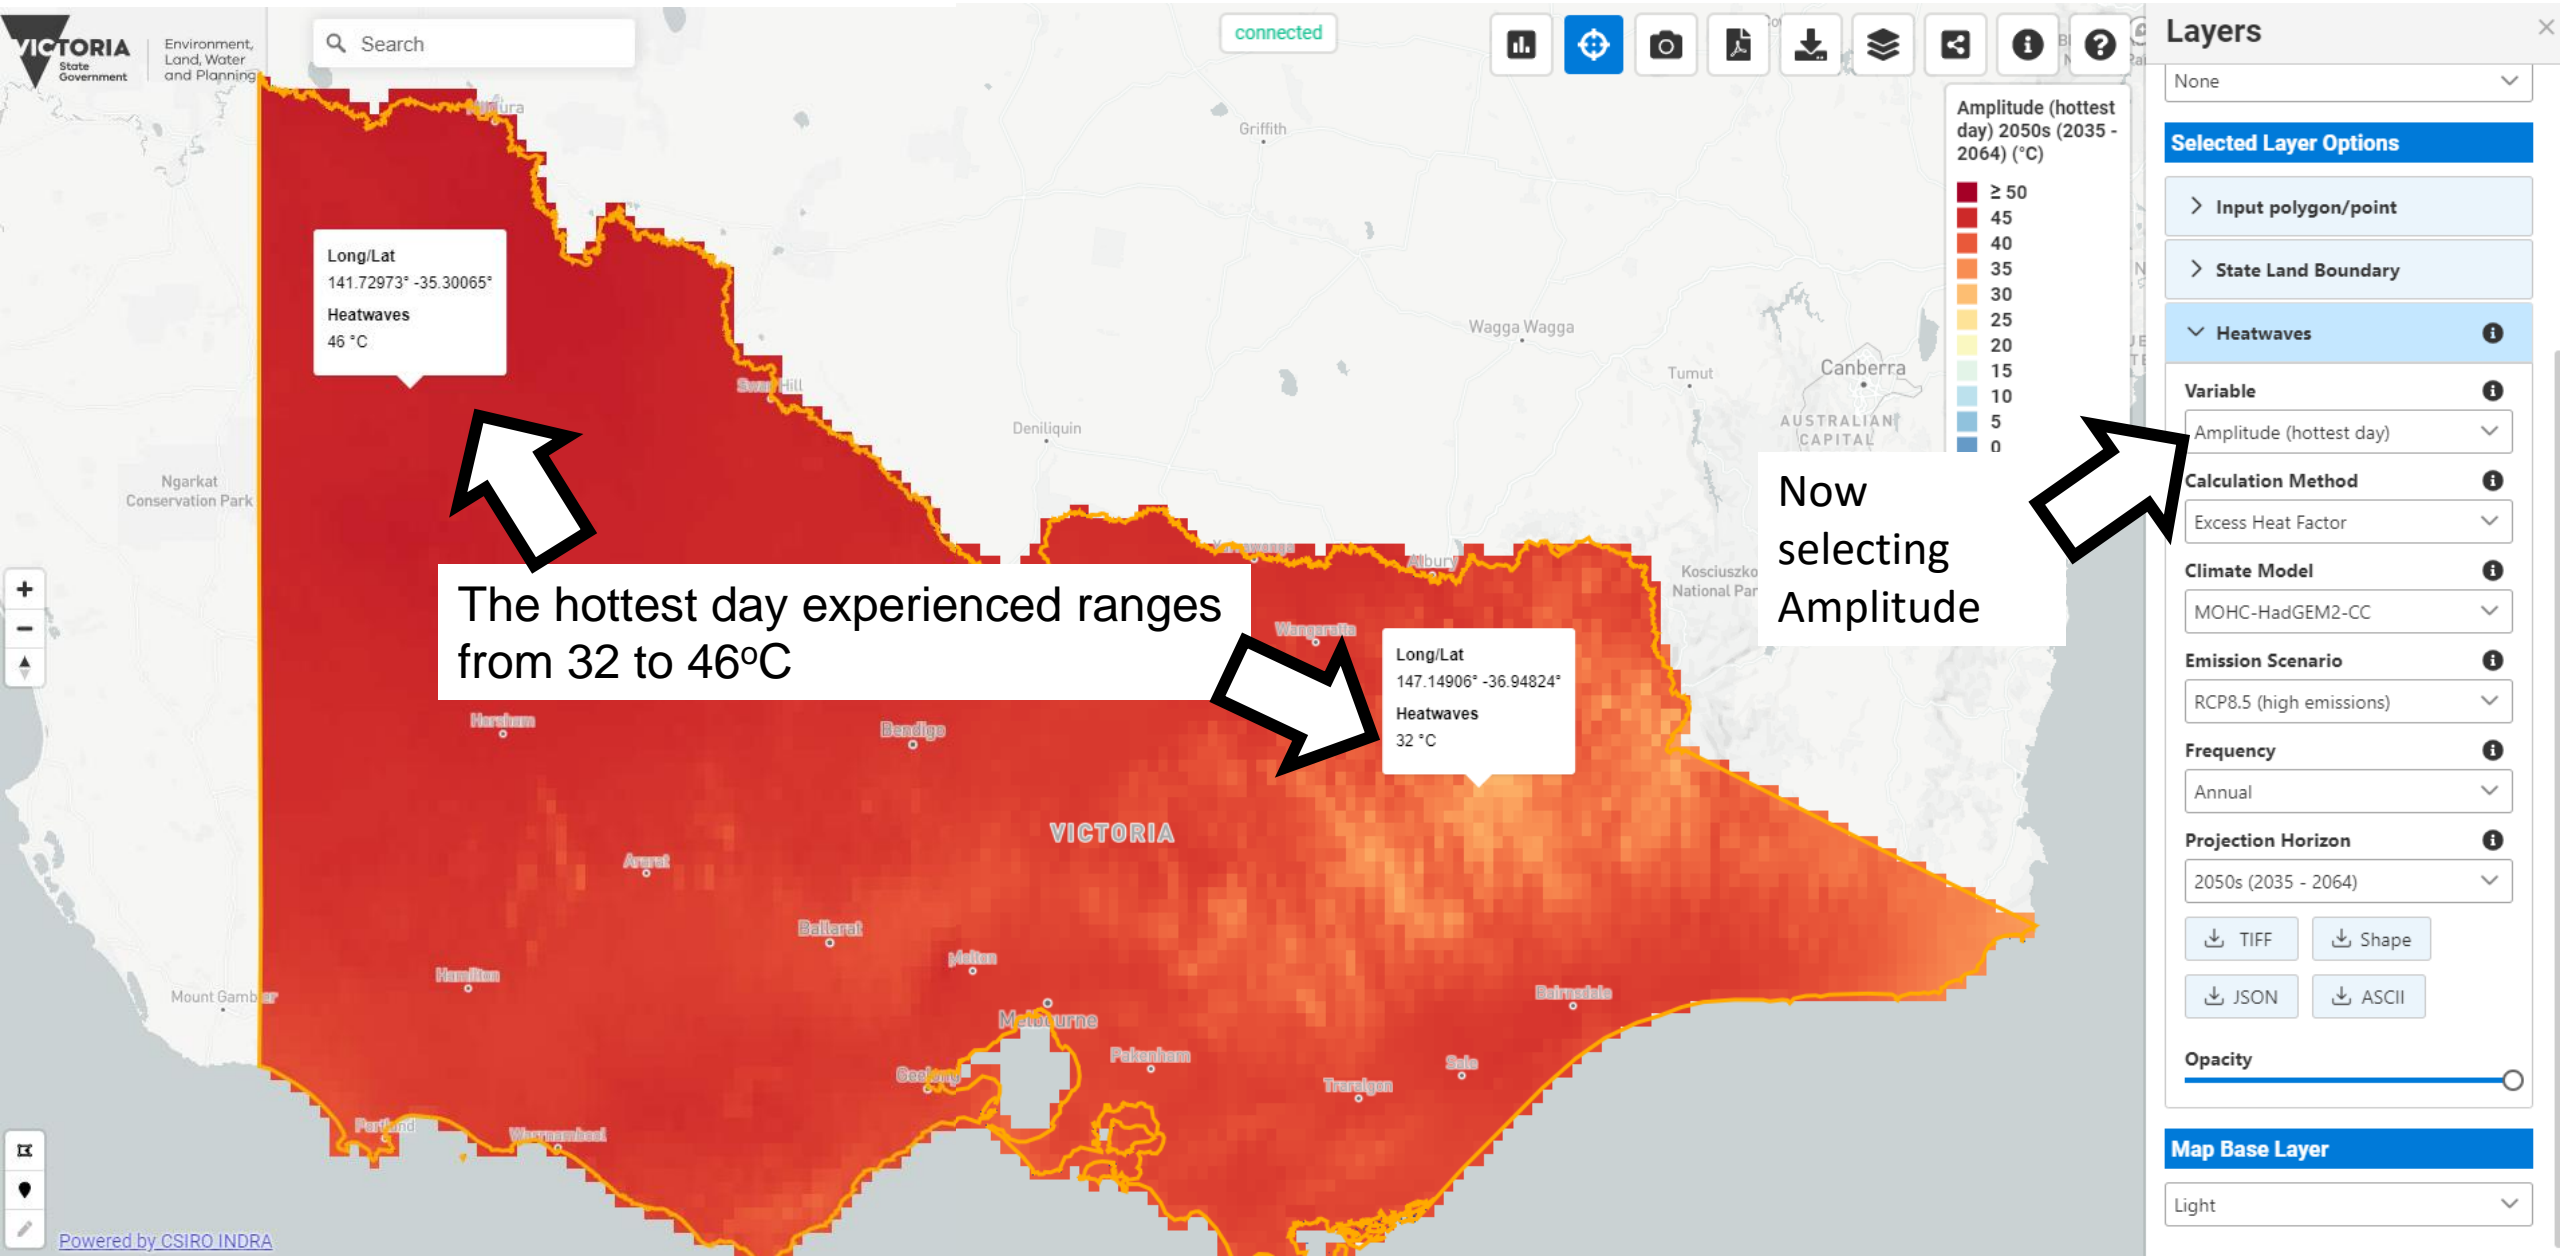 VICTORIA
State
Government
Environment,
Land, Water
and Planning
Search
connected
Layers
None
Selected Layer Options
Input polygon/point
State Land Boundary
Heatwaves
Variable
Amplitude (hottest day)
Calculation Method
Excess Heat Factor
Climate Model
MOHC-HadGEM2-CC
Emission Scenario
RCP8.5 (high emissions)
Frequency
Annual
Projection Horizon
2050s (2035 - 2064)
TIFF
Shape
JSON
ASCII
Opacity
Map Base Layer
Light
Amplitude (hottest
day) 2050s (2035 -
2064) (°C)
≥ 50
45
40
35
30
25
20
15
10
5
0
Long/Lat
141.72973° -35.30065°
Heatwaves
46 °C
The hottest day experienced ranges
from 32 to 46ºC
Long/Lat
147.14906° -36.94824°
Heatwaves
32 °C
Now
selecting
Amplitude
Griffith
Wagga Wagga
Tumut
Canberra
AUSTRALIAN
CAPITAL
Swan Hill
Deniliquin
Ngarkat
Conservation Park
Albury
Kosciuszko
Wangaratta
Horsham
Bendigo
VICTORIA
Ararat
Ballarat
Melton
Hamilton
Mount Gambier
Melbourne
Bairnsdale
Pakenham
Geelong
Sale
Traralgon
Portland
Warrnambool
Powered by CSIRO INDRA